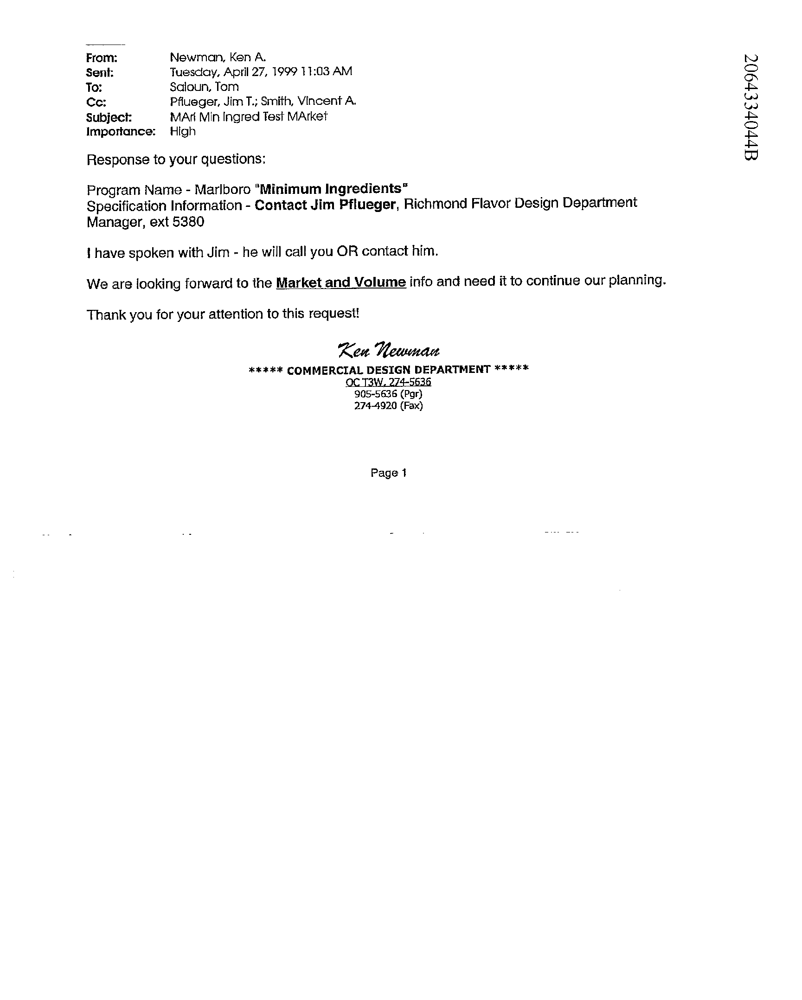 From: Newman, Ken A.
Sent: Tuesday, April 27, 1999 11:03 AM
To: Saloun, Tom
Cc: Pflueger, Jim T.; Smith, Vincent A.
Subject: MArl Min Ingred Test MArket
Importance: High
Response to your questions:
Program Name - Marlboro "Minimum Ingredients"
Specification Information - Contact Jim Pflueger, Richmond Flavor Design Department
Manager, ext 5380
I have spoken with Jim - he will call you OR contact him.
We are looking forward to the Market and Volume info and need it to continue our planning.
Thank you for your attention to this request!
Ken Newman
***** COMMERCIAL DESIGN DEPARTMENT *****
OC T3W, 274-5636
905-5636 (Pgr)
274-4920 (Fax)
Page 1
2064334044B